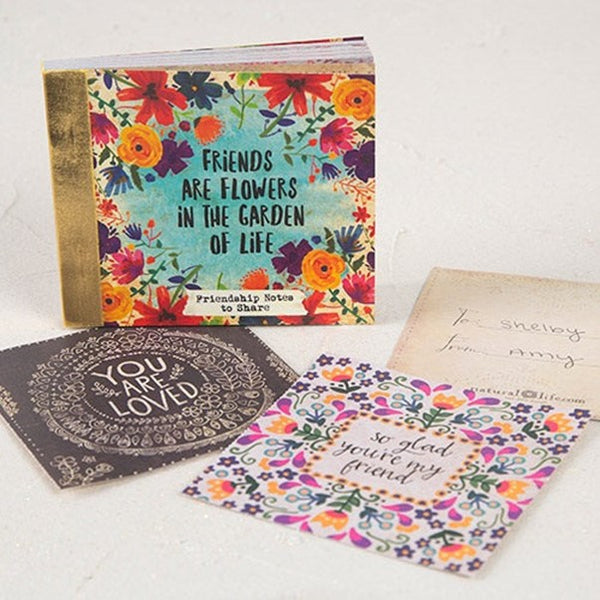 FRIENDS
ARE FLOWERS
IN THE GARDEN
OF LIFE
Friendship Notes
to Share
YOU
ARE
LOVED
so glad
you're my
friend
To Shelby
from Amy
natural life.com